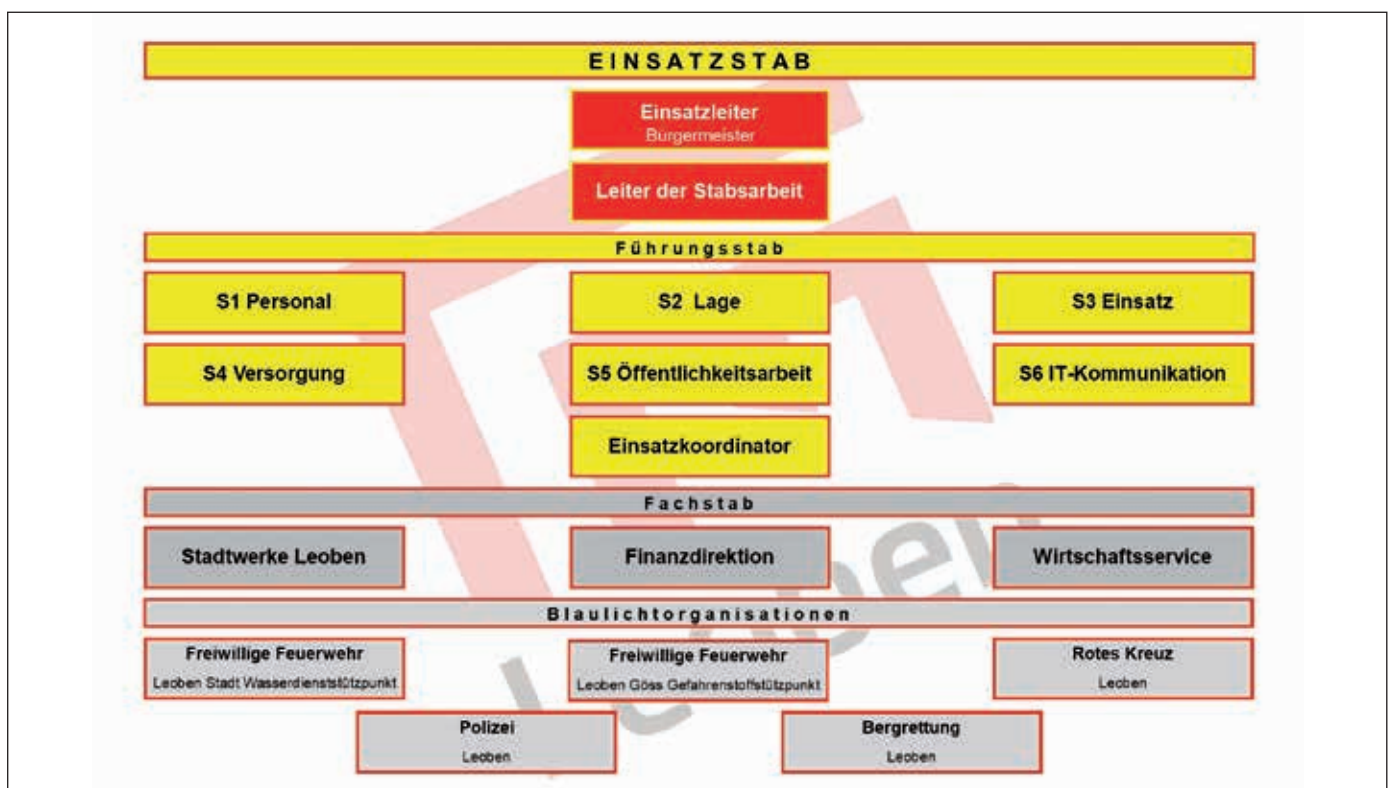 EINSATZSTAB
Einsatzleiter
Bürgermeister
Leiter der Stabsarbeit
Führungsstab
S1 Personal
S2 Lage
S3 Einsatz
S4 Versorgung
S5 Öffentlichkeitsarbeit
S6 IT-Kommunikation
Einsatzkoordinator
Fachstab
Stadtwerke Leoben
Finanzdirektion
Wirtschaftsservice
Blaulichtorganisationen
Freiwillige Feuerwehr
Leoben Stadt Wasserdienststützpunkt
Freiwillige Feuerwehr
Leoben Göss Gefahrenstoffstützpunkt
Rotes Kreuz
Leoben
Polizei
Leoben
Bergrettung
Leoben
Leoben